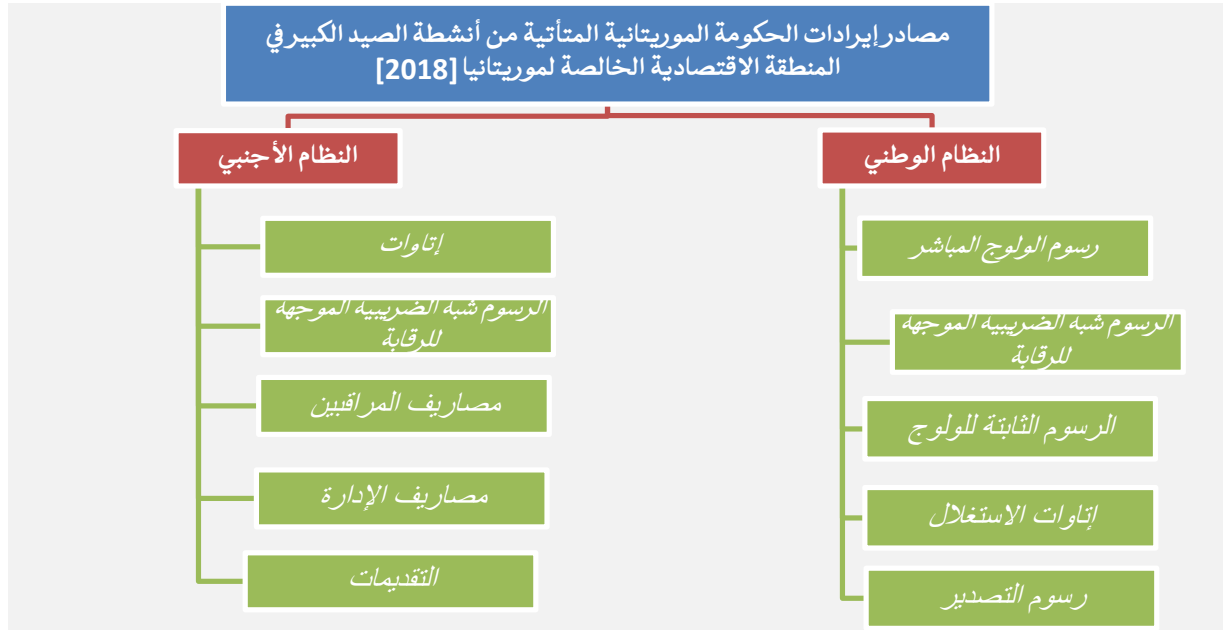 مصادر إيرادات الحكومة الموريتانية المتأتية من أنشطة الصيد الكبير في
المنطقة الاقتصادية الخالصة لموريتانيا [2018]
النظام الوطني
رسوم الولوج المباشر
الرسوم شبه الضريبية الموجهة
للرقابة
الرسوم الثابتة للولوج
إتاوات الاستغلال
رسوم التصدير
النظام الأجنبي
إتاوات
الرسوم شبه الضريبية الموجهة
للرقابة
مصاريف المراقبين
مصاريف الإدارة
التقديمات